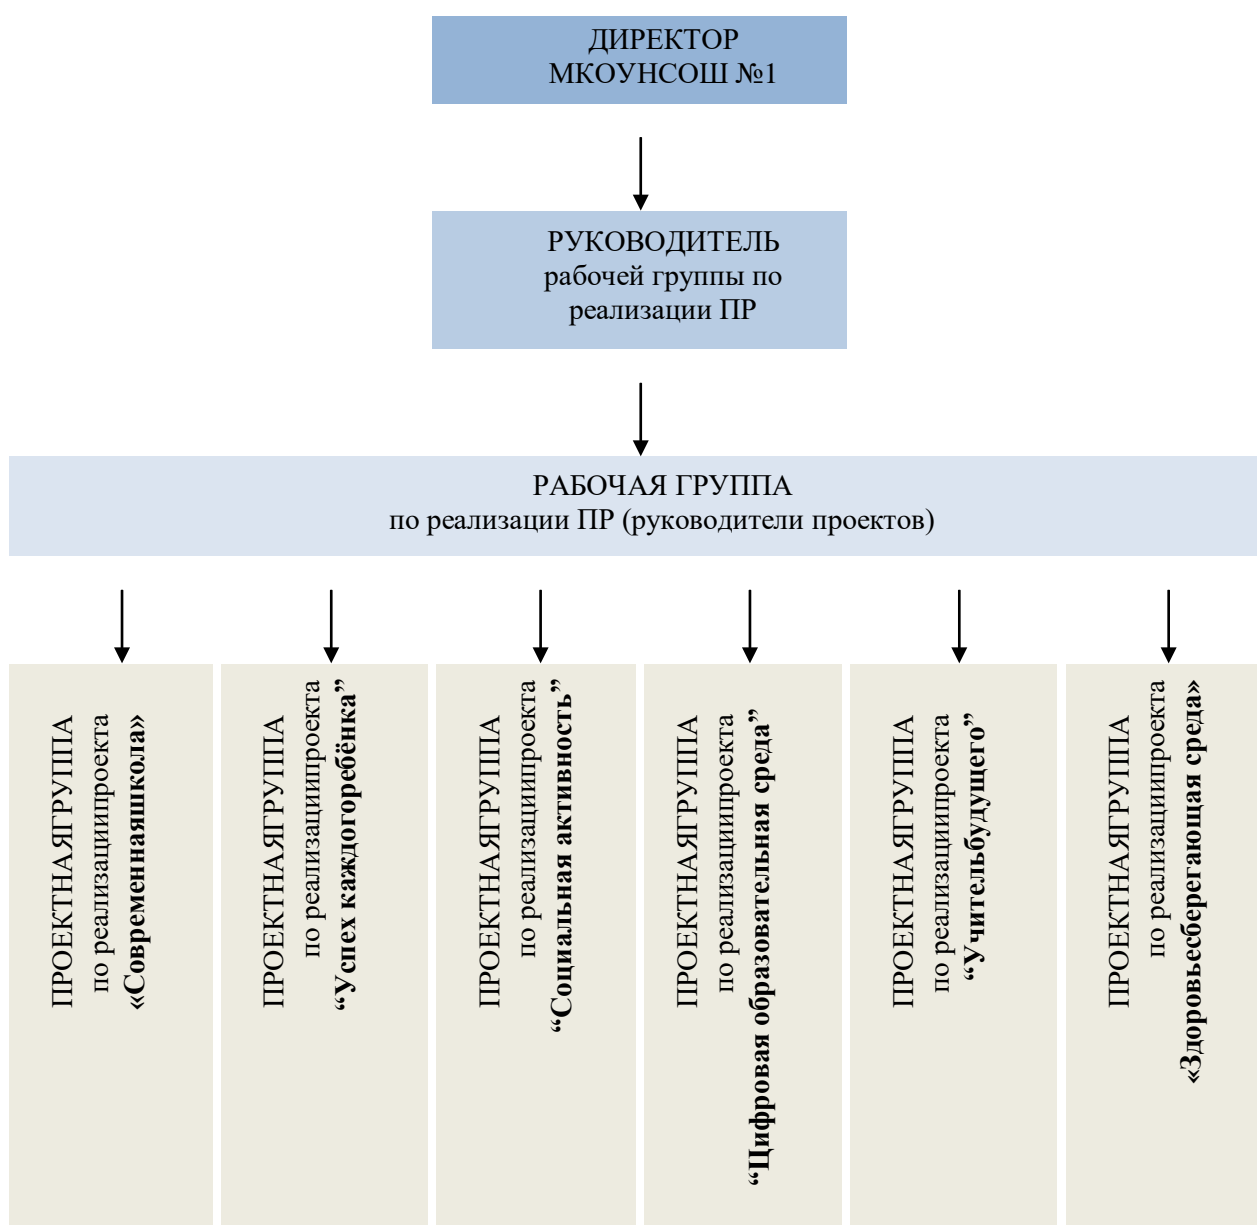 ДИРЕКТОР
МКОУНСОШ №1
РУКОВОДИТЕЛЬ
рабочей группы по
реализации ПР
РАБОЧАЯ ГРУППА
по реализации ПР (руководители проектов)
ПРОЕКТНАЯГРУППА
по реализациипроекта
«Современнаяшкола»
ПРОЕКТНАЯГРУППА
по реализациипроекта
“Успех каждогоребёнка”
ПРОЕКТНАЯГРУППА
по реализациипроекта
“Социальная активность”
ПРОЕКТНАЯГРУППА
по реализациипроекта
“Цифровая образовательная среда”
ПРОЕКТНАЯГРУППА
по реализациипроекта
“Учительбудущего”
ПРОЕКТНАЯГРУППА
по реализациипроекта
«Здоровьесберегающая среда»